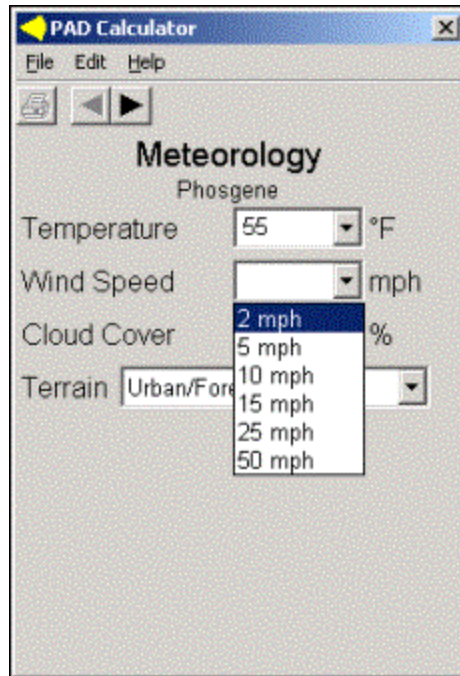 PAD Calculator
File Edit Help
Meteorology
Phosgene
Temperature 55 °F
Wind Speed mph
2 mph
Cloud Cover %
5 mph
10 mph
Terrain Urban/Fore
15 mph
25 mph
50 mph